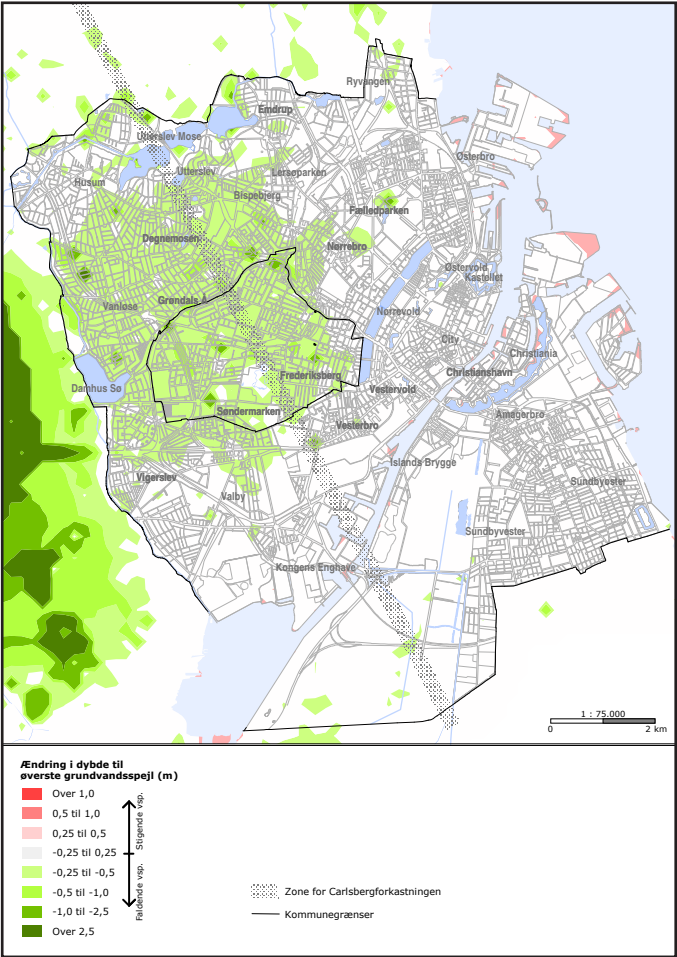 Ryvangen
Emdrup
Utterslev Mose
Østerbro
Utterslev
Lersøparken
Husum
Bispebjerg
Fælledparken
Degnemosen
Nørrebro
Østervold
Kastellet
Grøndals Å
Vanløse
Nørrevold
City
Christiania
Frederiksberg
Christianshavn
Damhus Sø
Vestervold
Søndermarken
Amagerbro
Vesterbro
Islands Brygge
Vigerslev
Sundbyester
Valby
Sundbyvester
Kongens Enghave
1 : 75.000
0
2 km
Ændring i dybde til
øverste grundvandsspejl (m)
Over 1,0
0,5 til 1,0
0,25 til 0,5
-0,25 til 0,25
-0,25 til -0,5
-0,5 til -1,0
-1,0 til -2,5
Over 2,5
Stigende vsp.
Faldende vsp.
Zone for Carlsbergforkastningen
Kommunegrænser